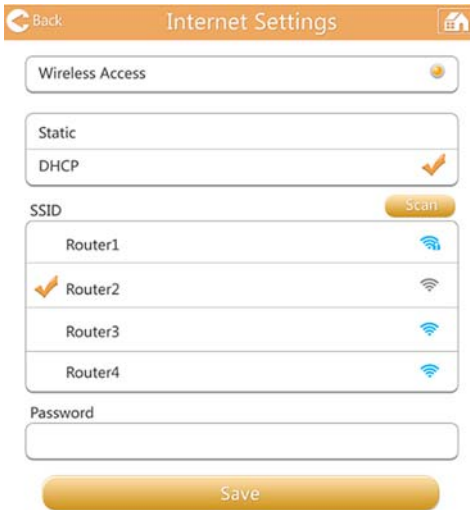 Back Internet Settings
Wireless Access
Static
DHCP
SSID Scan
Router1
Router2
Router3
Router4
Password
Save